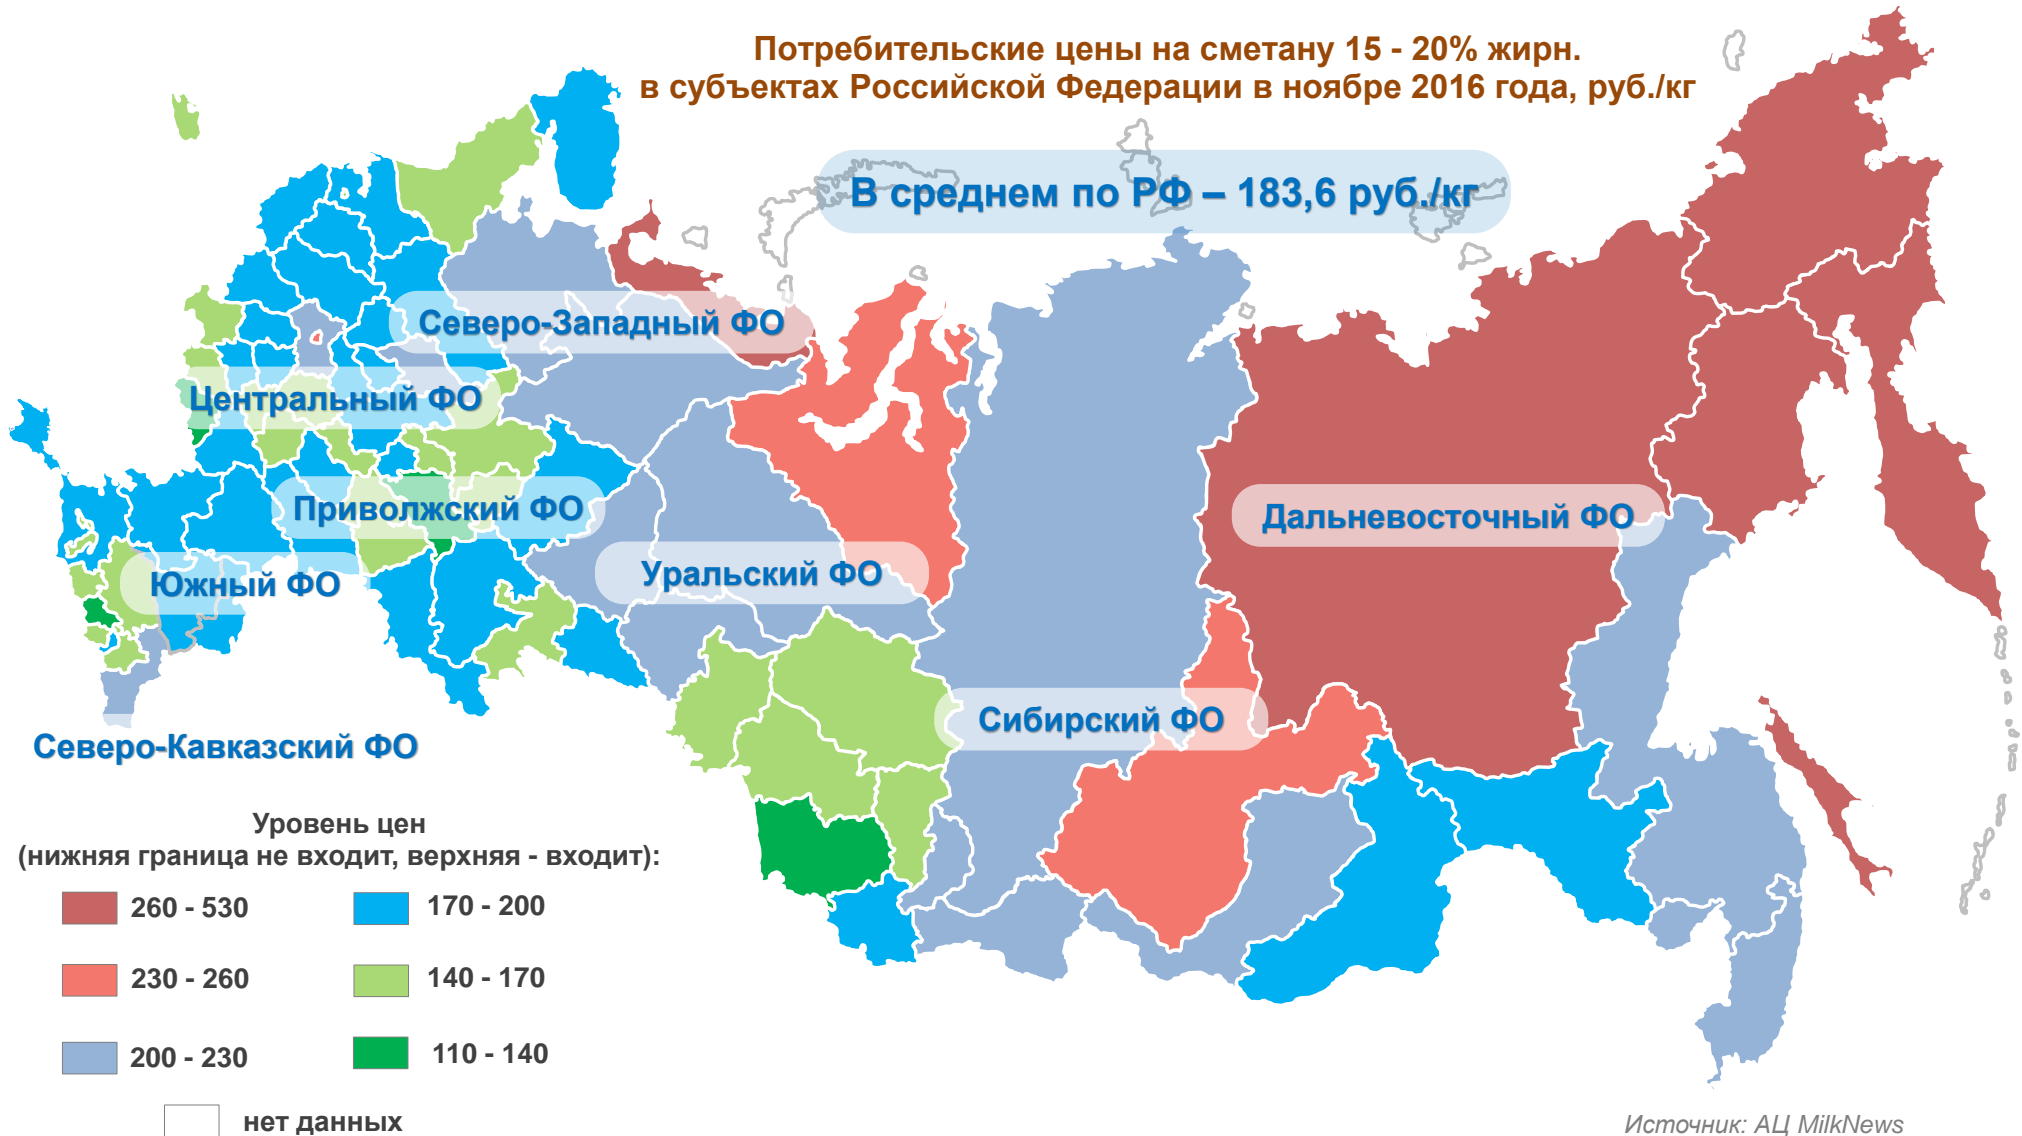 Потребительские цены на сметану 15 - 20% жирн.
в субъектах Российской Федерации в ноябре 2016 года, руб./кг
В среднем по РФ – 183,6 руб./кг
Северо-Западный ФО
Центральный ФО
Приволжский ФО
Дальневосточный ФО
Южный ФО
Уральский ФО
Сибирский ФО
Северо-Кавказский ФО
Уровень цен
(нижняя граница не входит, верхняя - входит):
260 - 530
170 - 200
230 - 260
140 - 170
200 - 230
110 - 140
нет данных
Источник: АЦ MilkNews